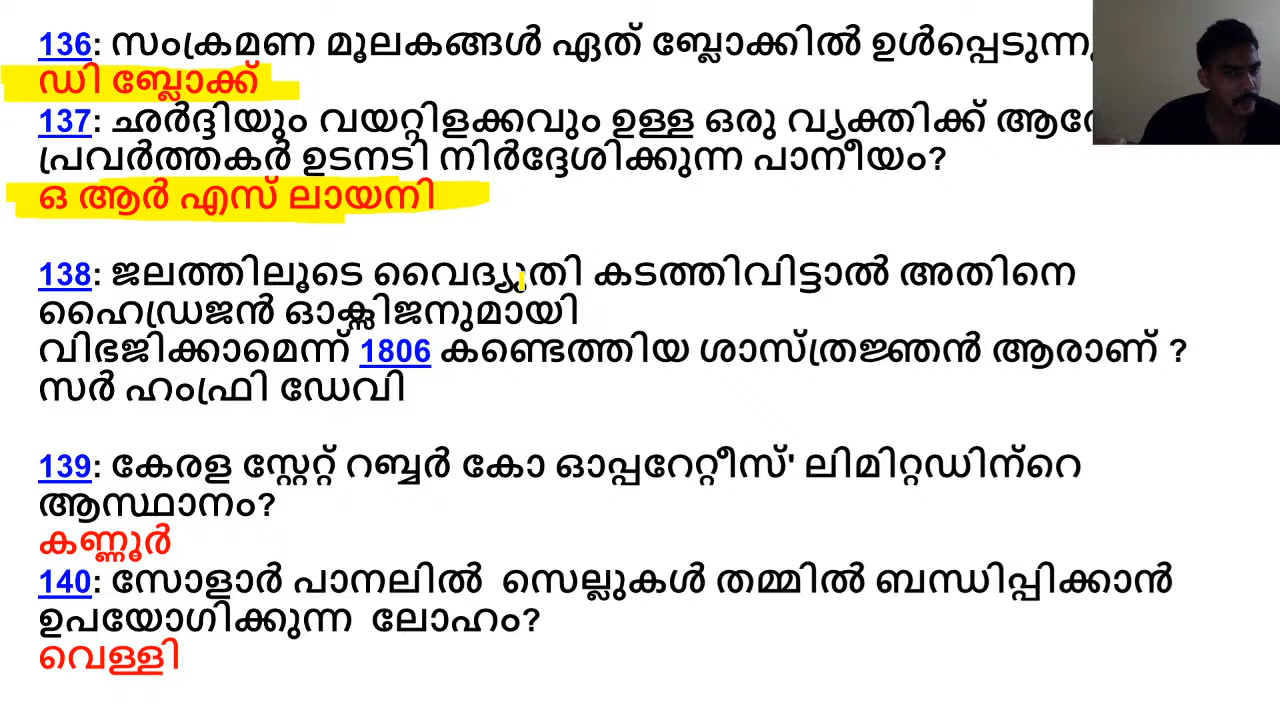 136: സംക്രമണ മൂലകങ്ങൾ ഏത് ബ്ലോക്കിൽ ഉൾപ്പെടുന്നു
ഡി ബ്ലോക്ക്
137: ഛർദ്ദിയും വയറ്റിളക്കവും ഉള്ള ഒരു വ്യക്തിക്ക്
പ്രവർത്തകർ ഉടനടി നിർദ്ദേശിക്കുന്ന പാനീയം?
ഒ ആർ എസ് ലായനി
138: ജലത്തിലൂടെ വൈദ്യുതി കടത്തിവിട്ടാൽ അതിനെ
ഹൈഡ്രജൻ ഓക്സിജനുമായി
വിഭജിക്കാമെന്ന് 1806 കണ്ടെത്തിയ ശാസ്ത്രജ്ഞൻ ആരാണ് ?
സർ ഹംഫ്രി ഡേവി
139: കേരള സ്റ്റേറ്റ് റബ്ബർ കോ ഓപ്പറേറ്റീസ്' ലിമിറ്റഡിന്റെ
ആസ്ഥാനം?
കണ്ണൂർ
140: സോളാർ പാനലിൽ സെല്ലുകൾ തമ്മിൽ ബന്ധിപ്പിക്കാൻ
ഉപയോഗിക്കുന്ന ലോഹം?
വെള്ളി